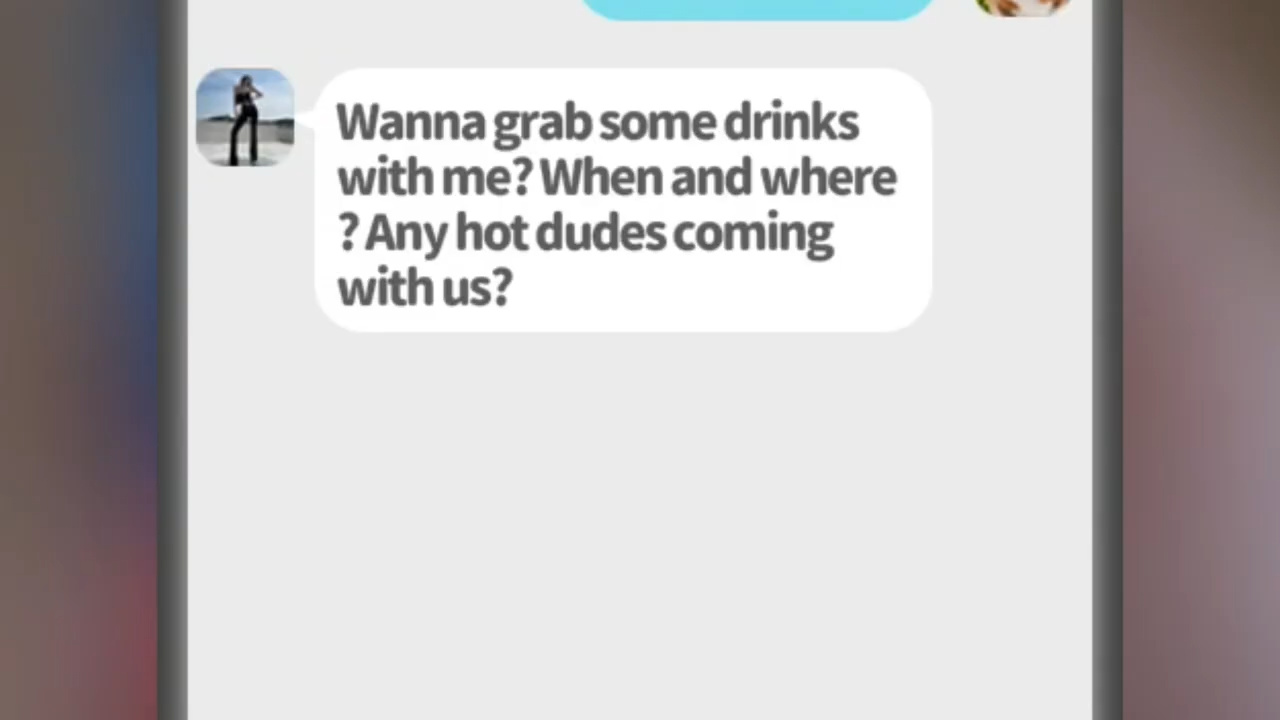 Wanna grab some drinks
with me? When and where
? Any hot dudes coming
with us?